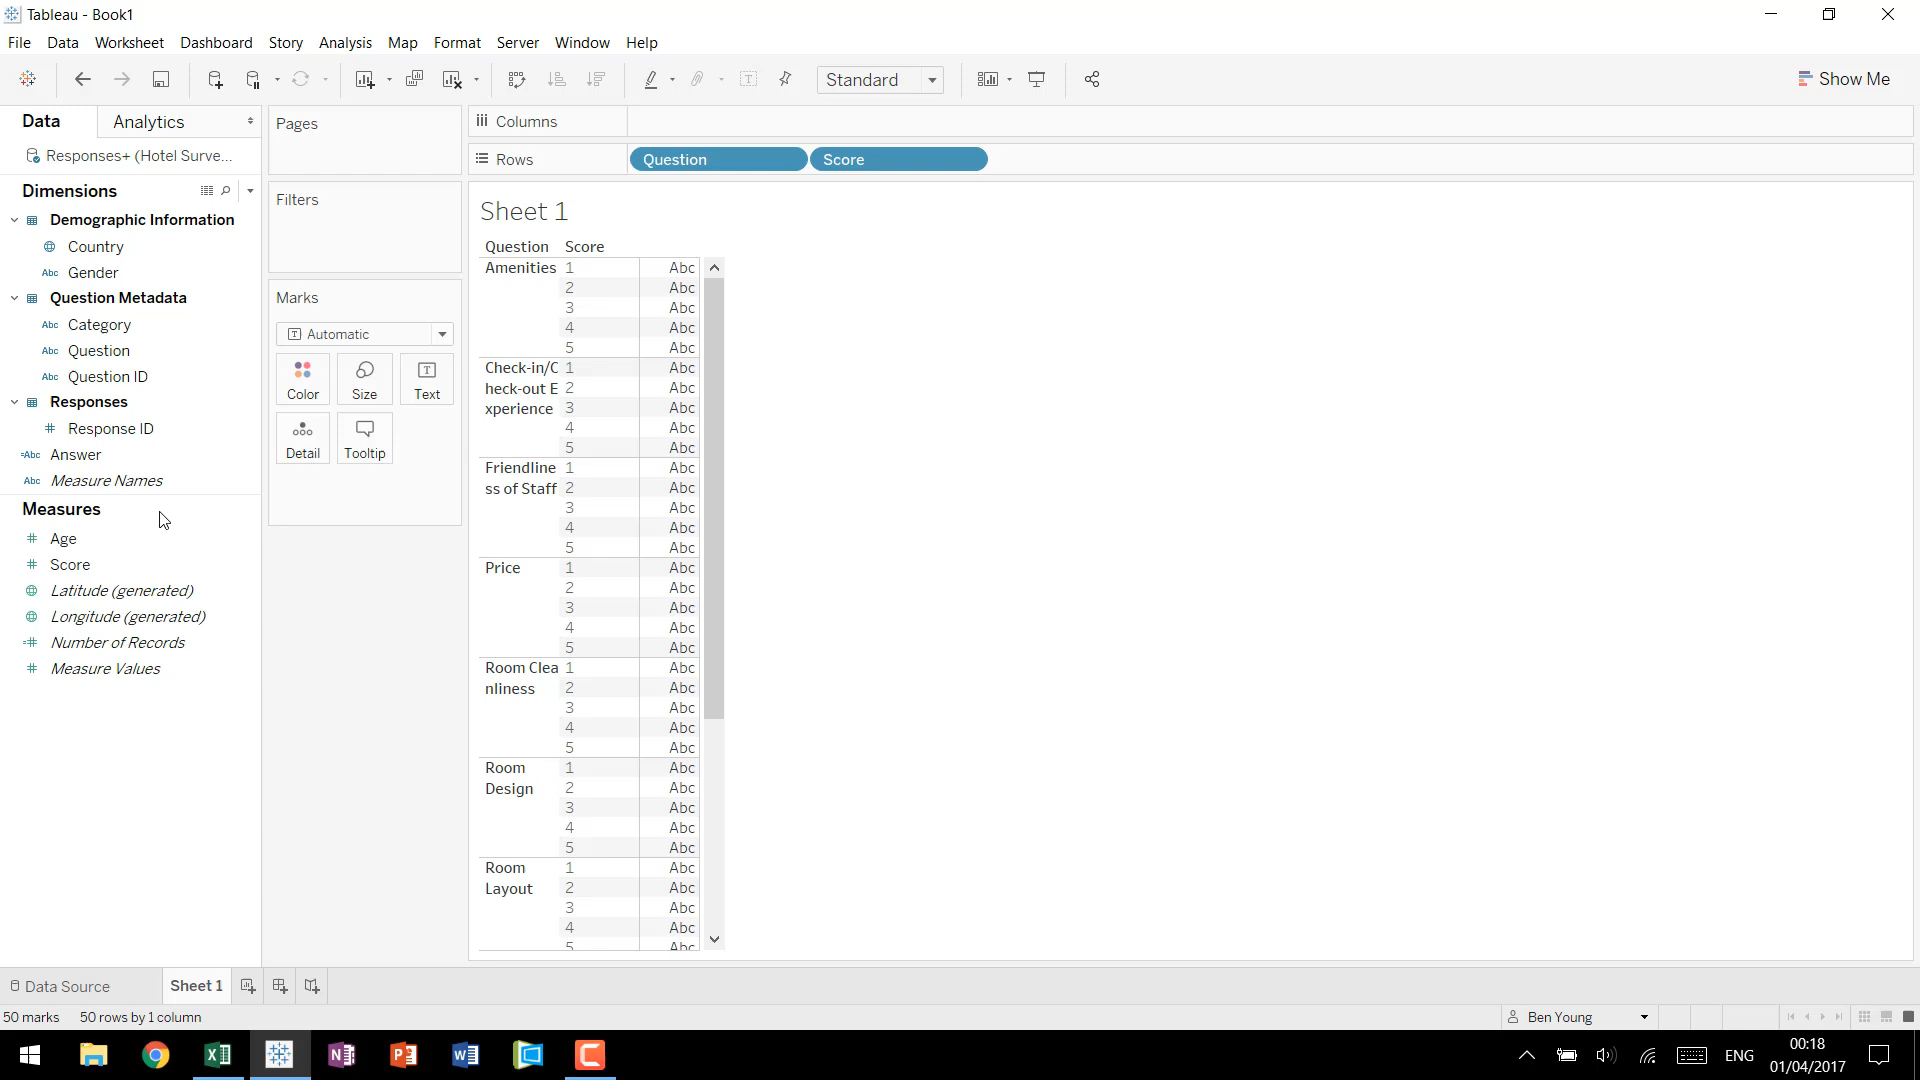 Tableau - Book1
File Data Worksheet Dashboard Story Analysis Map Format Server Window Help
Standard
Show Me
Data Analytics
Responses+ (Hotel Surve...
Dimensions
Demographic Information
Country
Abc Gender
Question Metadata
Abc Category
Abc Question
Abc Question ID
Responses
# Response ID
=Abc Answer
Abc Measure Names
Measures
# Age
# Score
Latitude (generated)
Longitude (generated)
=# Number of Records
# Measure Values
Pages
Filters
Marks
T Automatic
Color Size Text
Detail Tooltip
Columns
Rows Question Score
Sheet 1
Question Score
Amenities 1 Abc
2 Abc
3 Abc
4 Abc
5 Abc
Check-in/C 1 Abc
heck-out E 2 Abc
xperience 3 Abc
4 Abc
5 Abc
Friendline 1 Abc
ss of Staff 2 Abc
3 Abc
4 Abc
5 Abc
Price 1 Abc
2 Abc
3 Abc
4 Abc
5 Abc
Room Clea 1 Abc
nliness 2 Abc
3 Abc
4 Abc
5 Abc
Room 1 Abc
Design 2 Abc
3 Abc
4 Abc
5 Abc
Room 1 Abc
Layout 2 Abc
3 Abc
4 Abc
5 Abc
Data Source Sheet 1
50 marks 50 rows by 1 column
Ben Young
ENG
00:18
01/04/2017